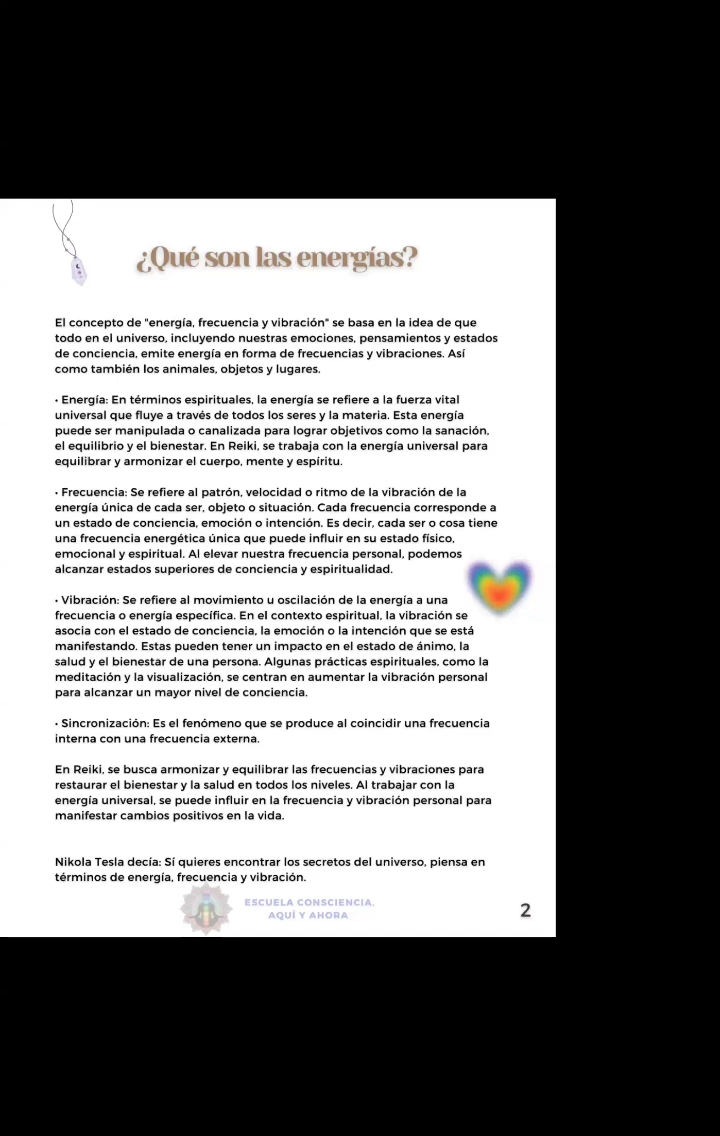 ¿Qué son las energías?
El concepto de "energía, frecuencia y vibración" se basa en la idea de que
todo en el universo, incluyendo nuestras emociones, pensamientos y estados
de conciencia, emite energía en forma de frecuencias y vibraciones. Así
como también los animales, objetos y lugares.
• Energía: En términos espirituales, la energía se refiere a la fuerza vital
universal que fluye a través de todos los seres y la materia. Esta energía
puede ser manipulada o canalizada para lograr objetivos como la sanación,
el equilibrio y el bienestar. En Reiki, se trabaja con la energía universal para
equilibrar y armonizar el cuerpo, mente y espíritu.
• Frecuencia: Se refiere al patrón, velocidad o ritmo de la vibración de la
energía única de cada ser, objeto o situación. Cada frecuencia corresponde a
un estado de conciencia, emoción o intención. Es decir, cada ser o cosa tiene
una frecuencia energética única que puede influir en su estado físico,
emocional y espiritual. Al elevar nuestra frecuencia personal, podemos
alcanzar estados superiores de conciencia y espiritualidad.
• Vibración: Se refiere al movimiento u oscilación de la energía a una
frecuencia o energía específica. En el contexto espiritual, la vibración se
asocia con el estado de conciencia, la emoción o la intención que se está
manifestando. Estas pueden tener un impacto en el estado de ánimo, la
salud y el bienestar de una persona. Algunas prácticas espirituales, como la
meditación y la visualización, se centran en aumentar la vibración personal
para alcanzar un mayor nivel de conciencia.
• Sincronización: Es el fenómeno que se produce al coincidir una frecuencia
interna con una frecuencia externa.
En Reiki, se busca armonizar y equilibrar las frecuencias y vibraciones para
restaurar el bienestar y la salud en todos los niveles. Al trabajar con la
energía universal, se puede influir en la frecuencia y vibración personal para
manifestar cambios positivos en la vida.
Nikola Tesla decía: Sí quieres encontrar los secretos del universo, piensa en
términos de energía, frecuencia y vibración.
ESCUELA CONSCIENCIA,
AQUÍ Y AHORA
2